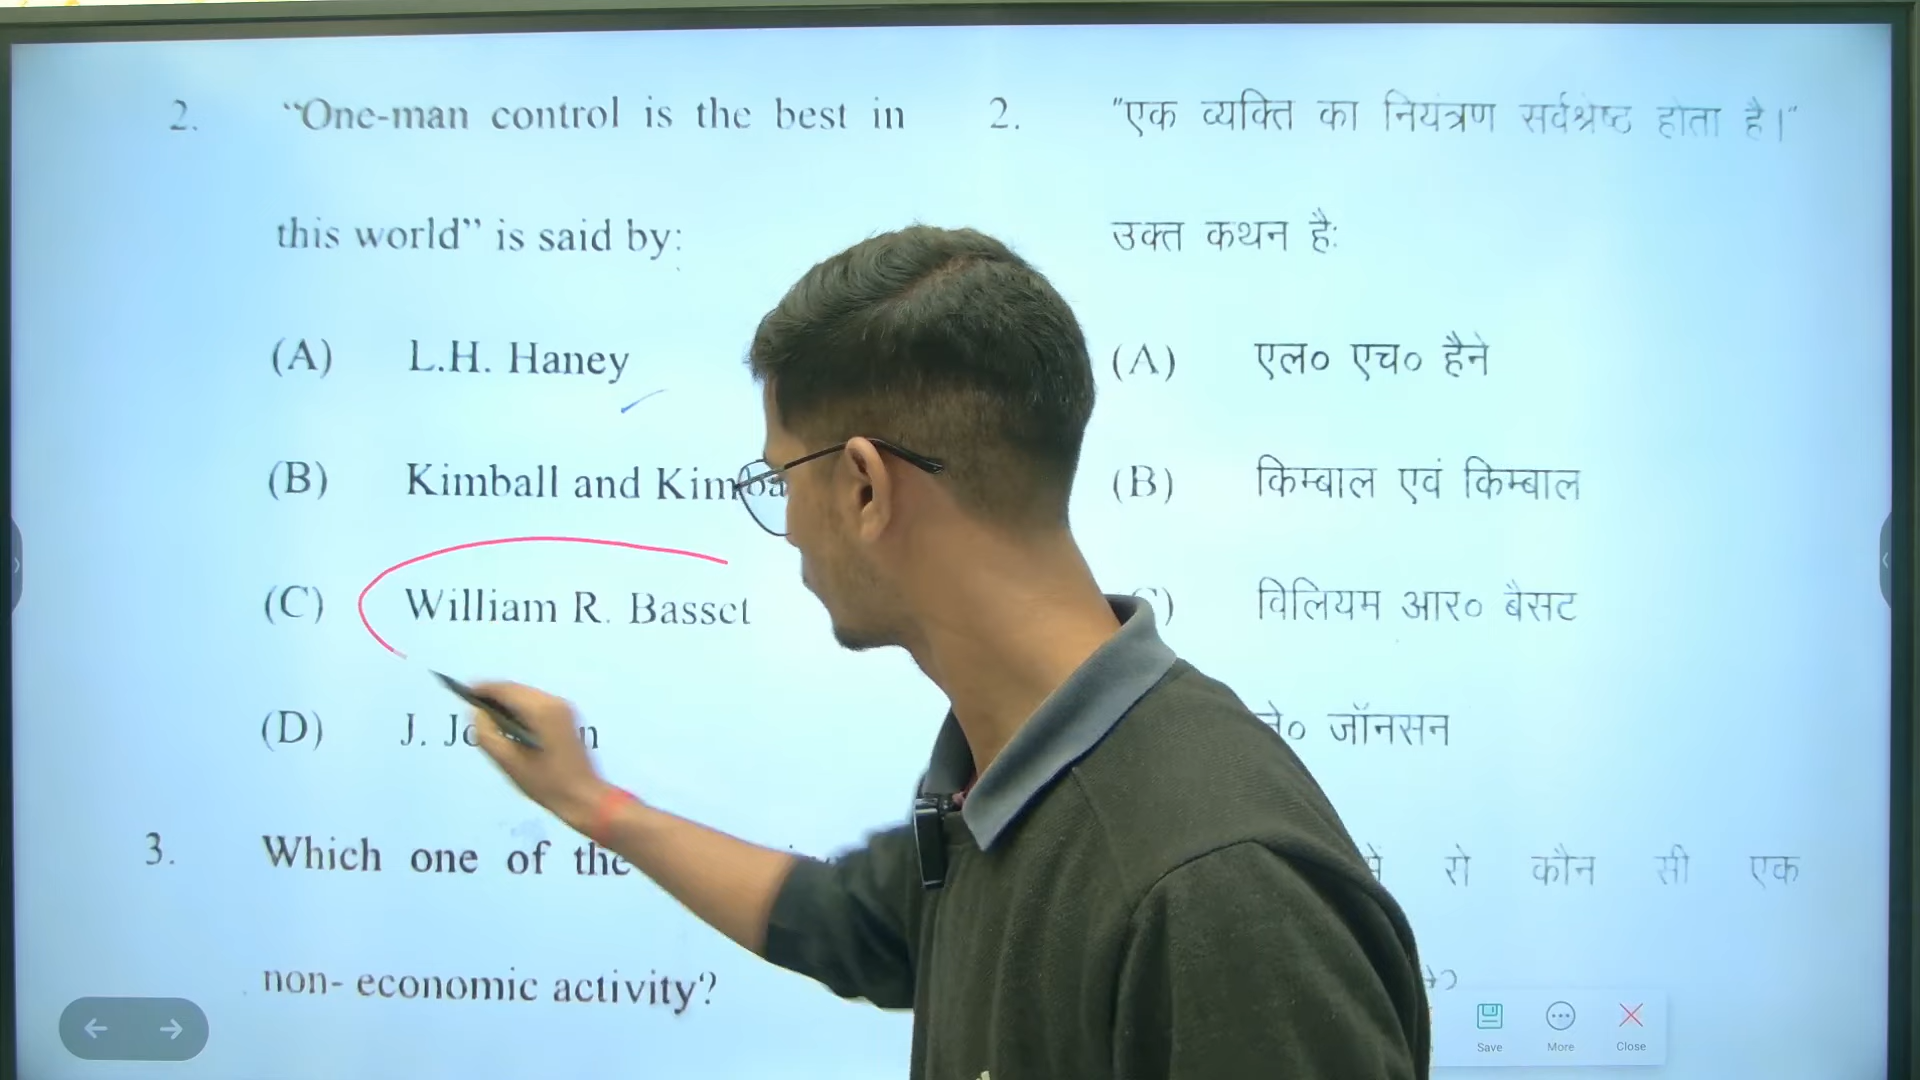 2. “One-man control is the best in
this world” is said by:
(A) L.H. Haney
(B) Kimball and
(C) William R. Basset
(D) J.
3. Which one of the
non- economic activity?
2. "एक व्यक्ति का नियंत्रण सर्वश्रेष्ठ होता है।"
उक्त कथन है:
(A) एल० एच० हैने
(B) किम्बाल एवं किम्बाल
विलियम आर० बैसट
जॉनसन
से कौन सी एक
Save More Close